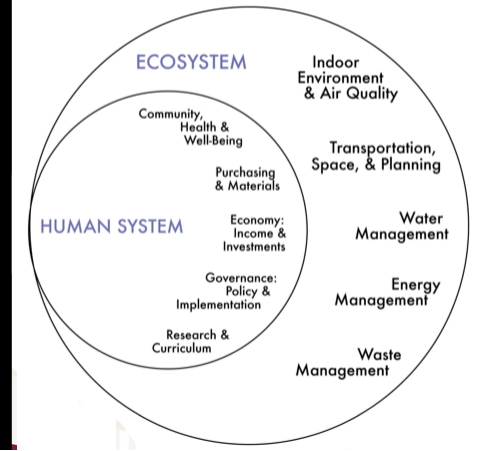 ECOSYSTEM
Indoor
Environment
& Air Quality
Transportation,
Space, & Planning
Water
Management
Energy
Management
Waste
Management
HUMAN SYSTEM
Community,
Health &
Well-Being
Purchasing
& Materials
Economy:
Income &
Investments
Governance:
Policy &
Implementation
Research &
Curriculum